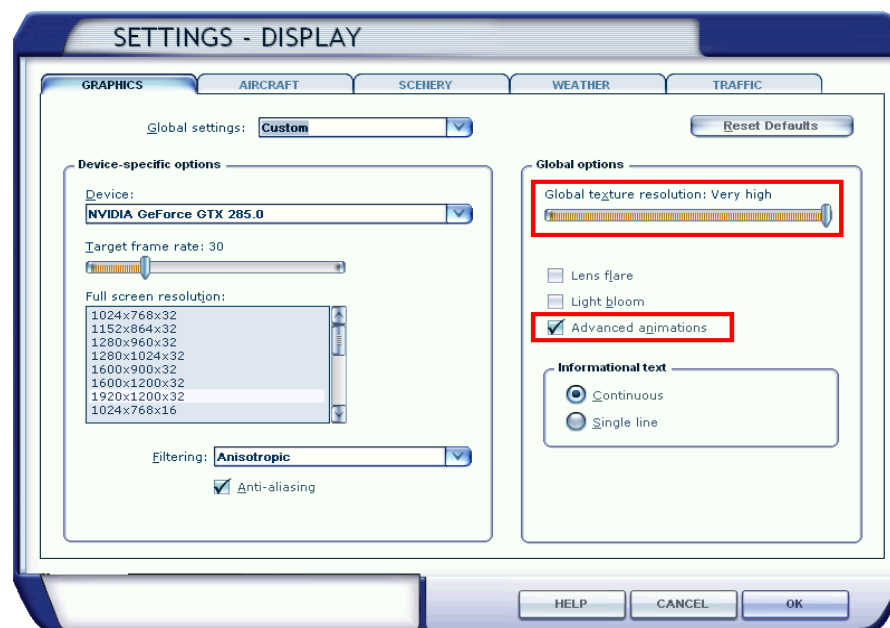 SETTINGS - DISPLAY
GRAPHICS
AIRCRAFT
SCENERY
WEATHER
TRAFFIC
Global settings: Custom
Reset Defaults
Device-specific options
Device:
NVIDIA GeForce GTX 285.0
Target frame rate: 30
Full screen resolution:
1024x768x32
1152x864x32
1280x960x32
1280x1024x32
1600x900x32
1600x1200x32
1920x1200x32
1024x768x16
Filtering: Anisotropic
Anti-aliasing
Global options
Global texture resolution: Very high
Lens flare
Light bloom
Advanced animations
Informational text
Continuous
Single line
HELP
CANCEL
OK